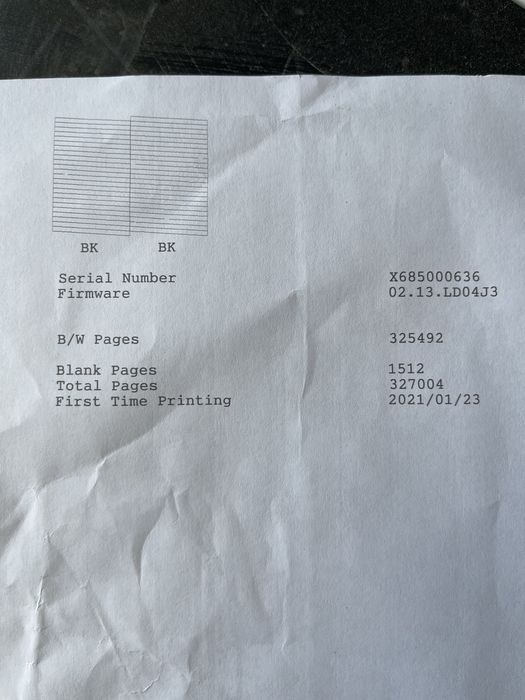 BK BK
Serial Number X685000636
Firmware 02.13.LD04J3
B/W Pages 325492
Blank Pages 1512
Total Pages 327004
First Time Printing 2021/01/23